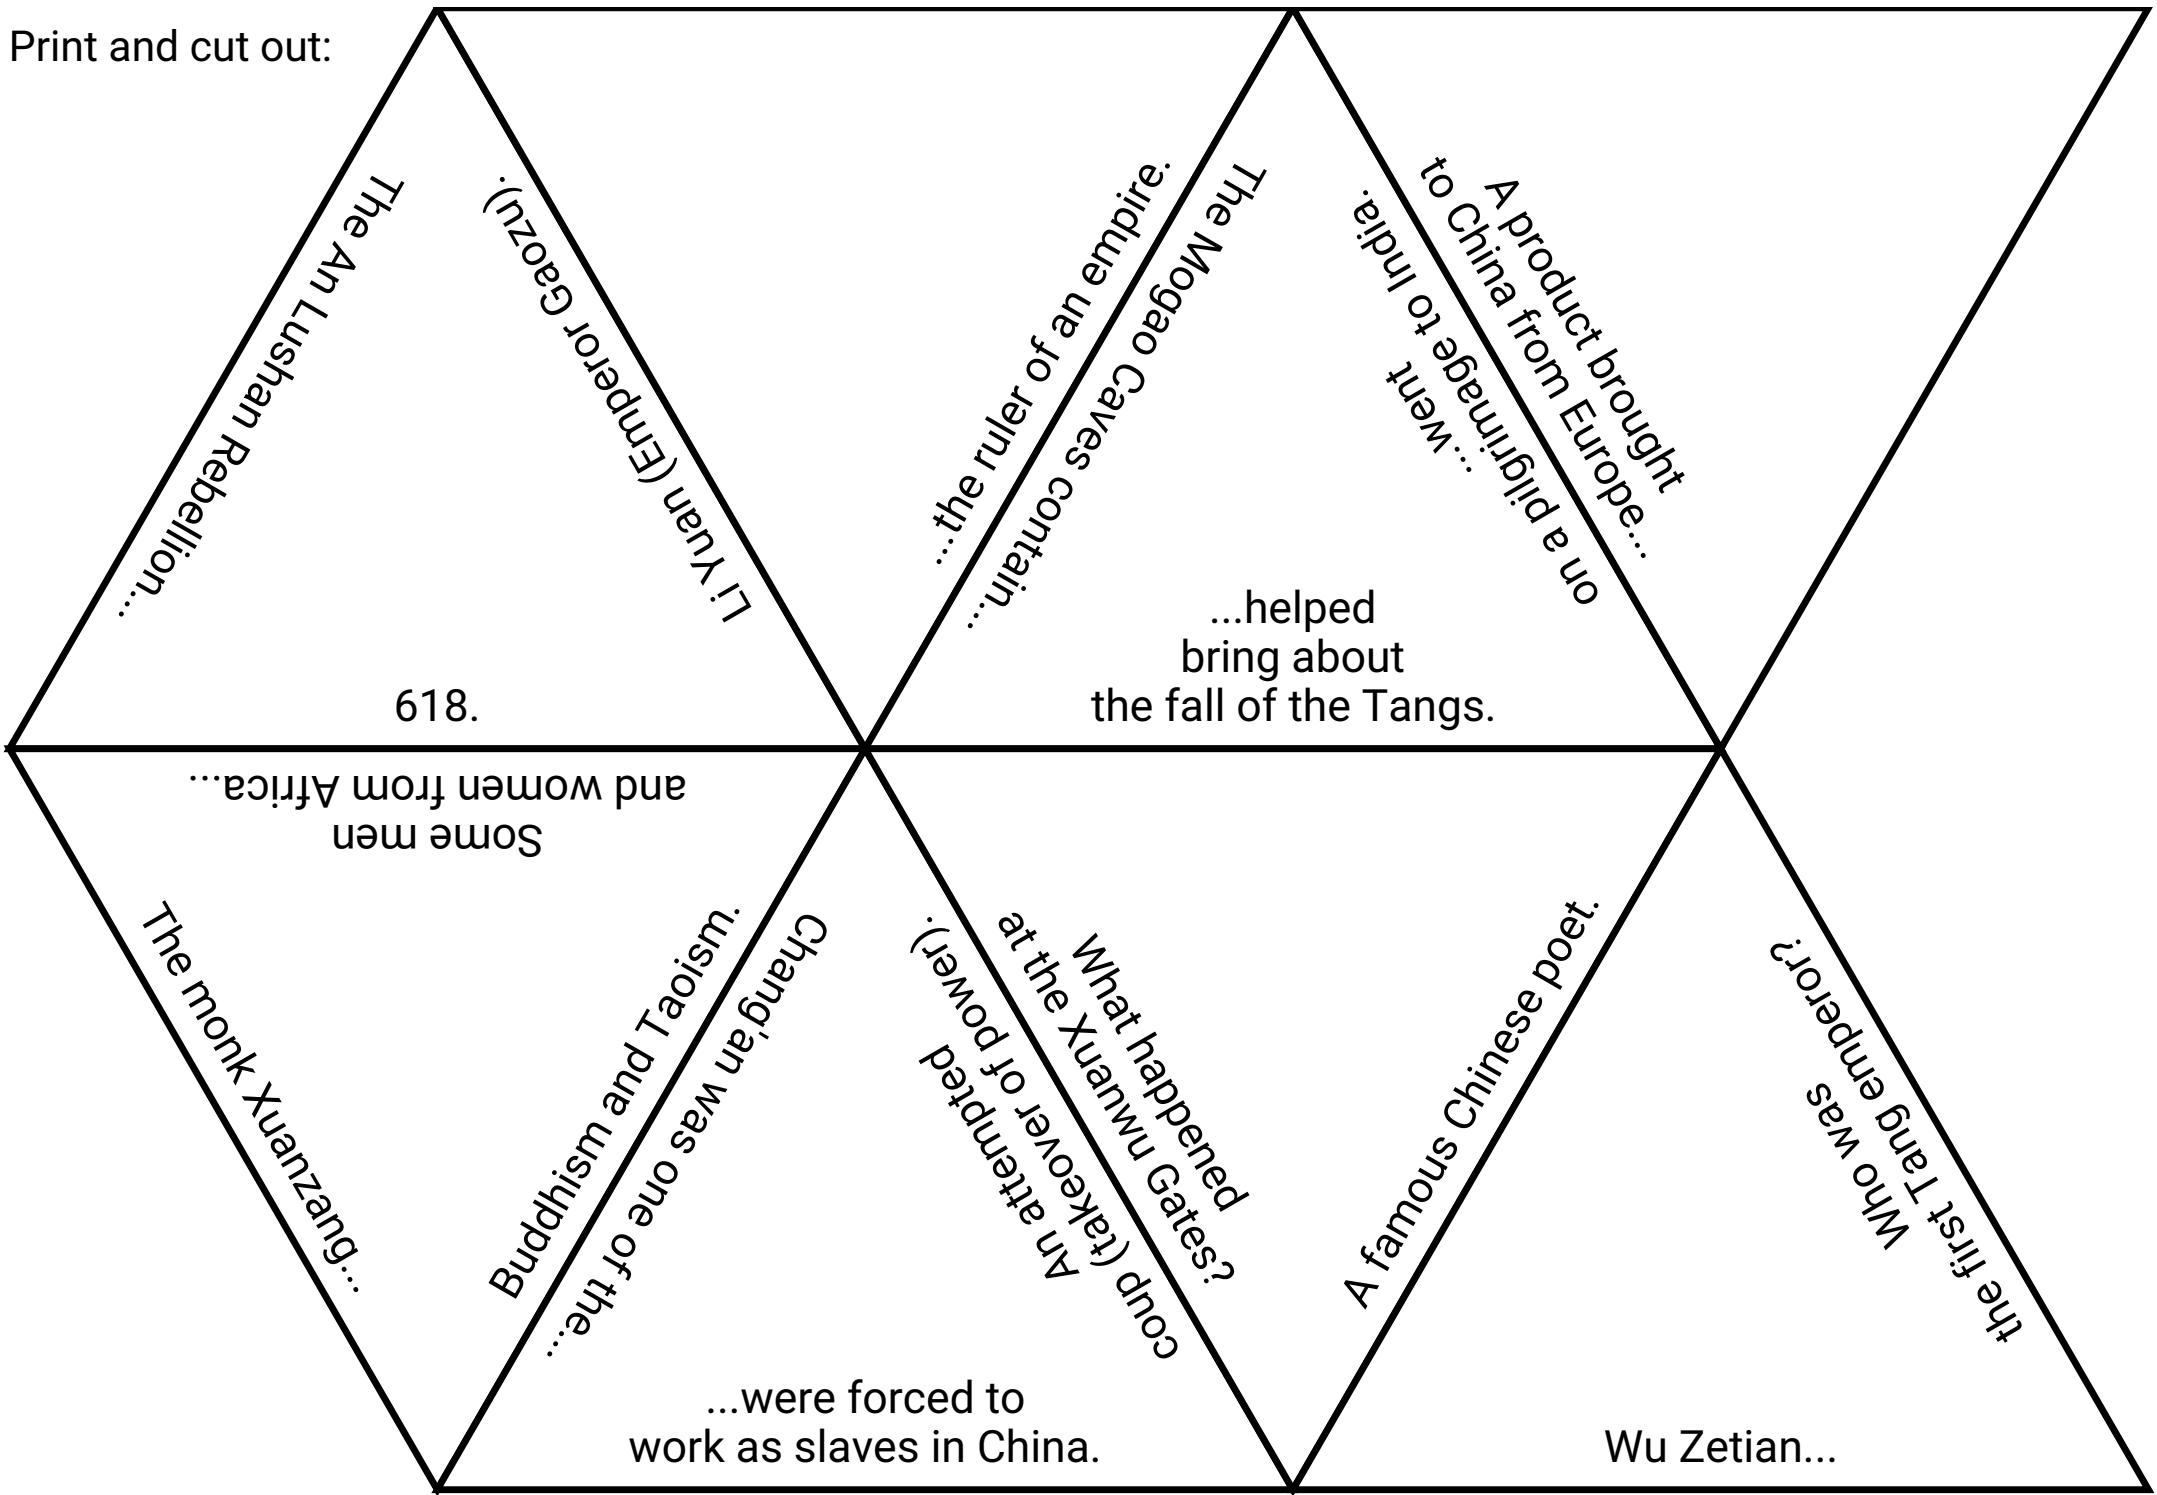 Print and cut out:
The An Lushan Rebellion...
Li Yuan (Emperor Gaozu).
618.
...the ruler of an empire.
The Mogao Caves contain...
...went
on a pilgrimage to India.
...helped
bring about
the fall of the Tangs.
A product brought
to China from Europe...
Some men
and women from Africa...
The monk Xuanzang...
Buddhism and Taoism.
Chang'an was one of the...
An attempted
coup (takeover of power).
...were forced to
work as slaves in China.
What happened
at the Xuanwu Gates?
A famous Chinese poet.
Who was
the first Tang emperor?
Wu Zetian...